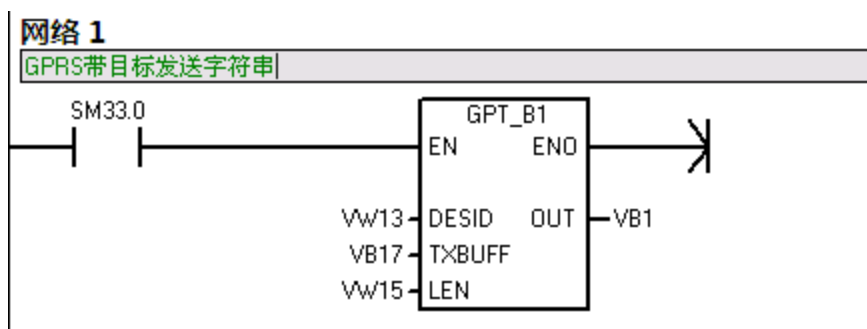 网络 1
GPRS带目标发送字符串
SM33.0
GPT_B1
EN ENO
VW13 DESID OUT VB1
VB17 TXBUFF
VW15 LEN